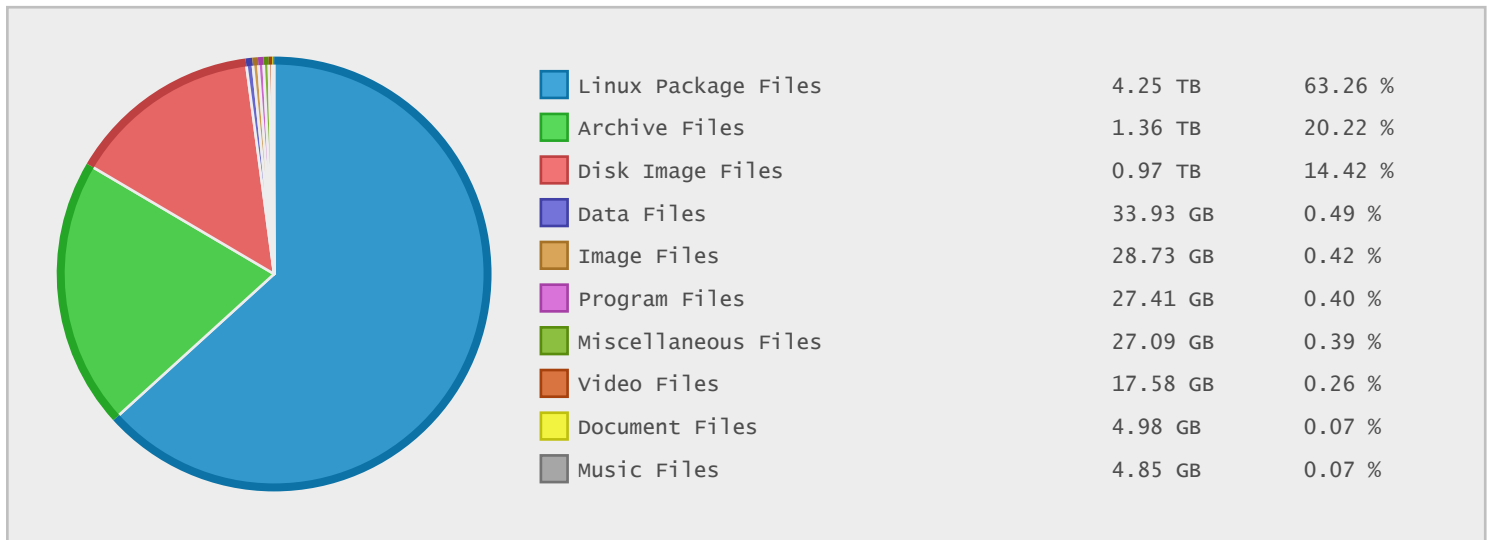 Linux Package Files 4.25 TB 63.26 %
Archive Files 1.36 TB 20.22 %
Disk Image Files 0.97 TB 14.42 %
Data Files 33.93 GB 0.49 %
Image Files 28.73 GB 0.42 %
Program Files 27.41 GB 0.40 %
Miscellaneous Files 27.09 GB 0.39 %
Video Files 17.58 GB 0.26 %
Document Files 4.98 GB 0.07 %
Music Files 4.85 GB 0.07 %